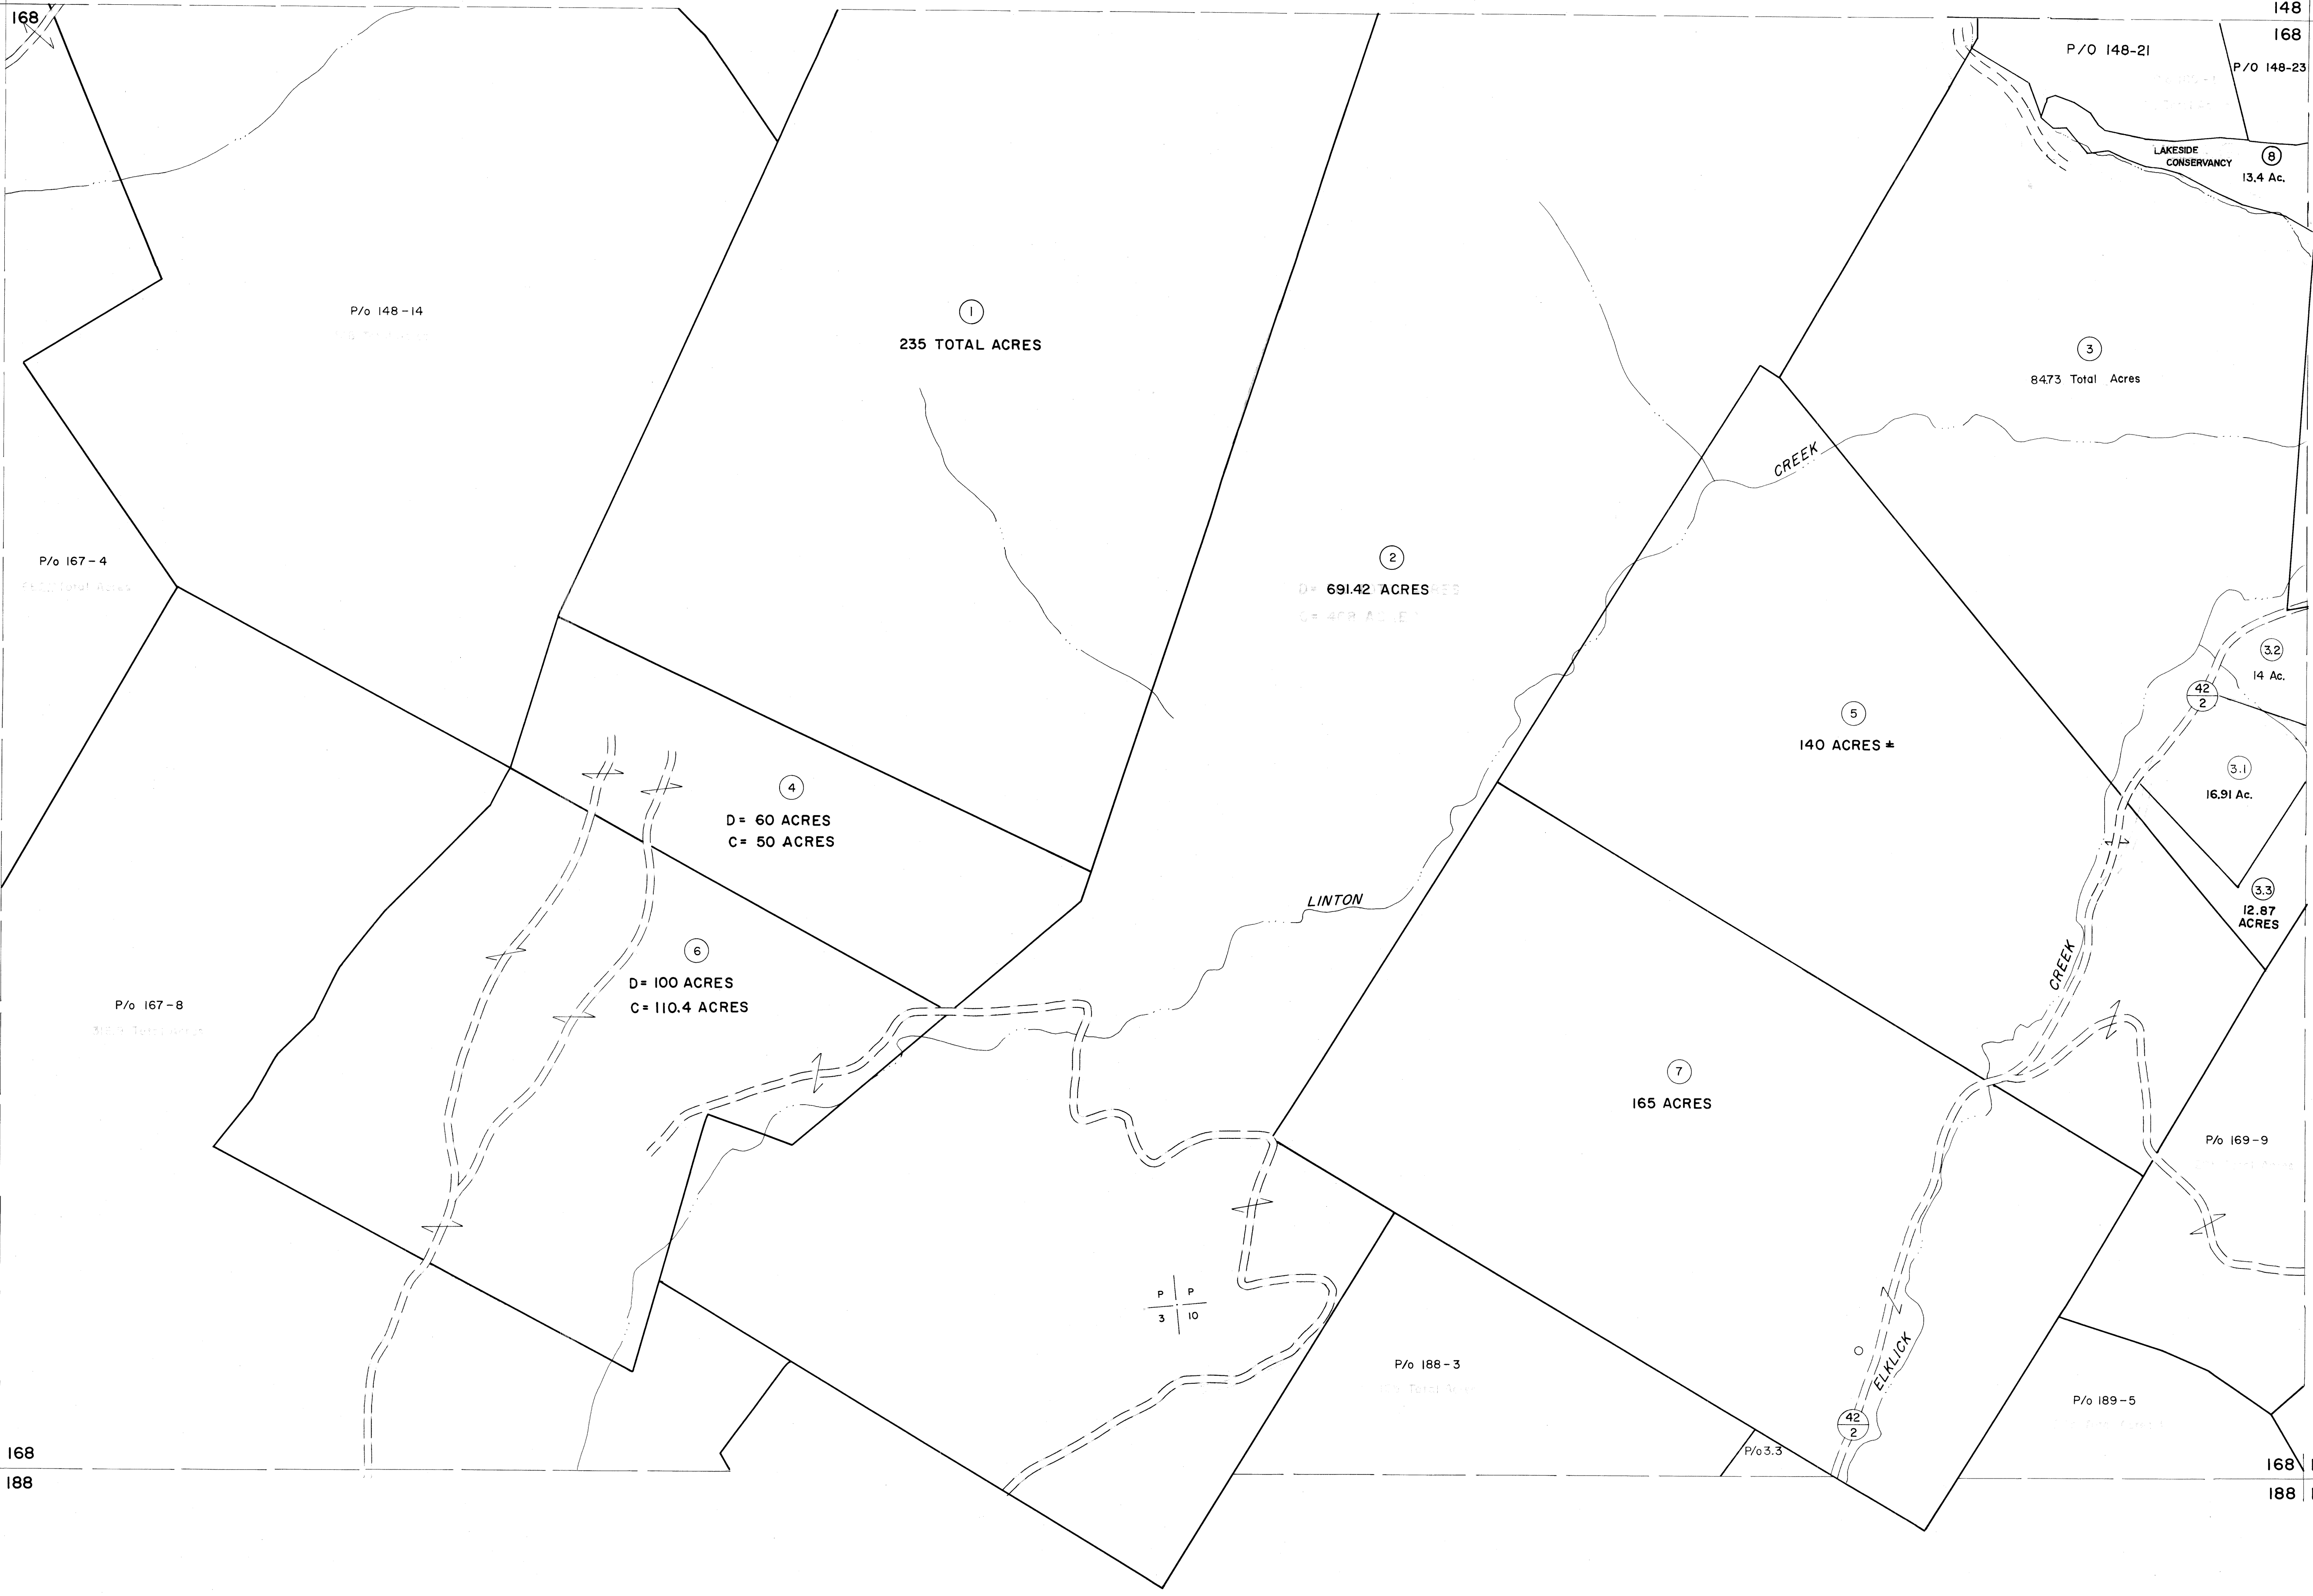 168
148
168
P/O 148-21
P/O 148-23
LAKESIDE
CONSERVANCY
8
13.4 Ac.
P/o 148-14
1
235 TOTAL ACRES
3
84.73 Total Acres
CREEK
P/o 167-4
2
691.42 ACRES
3.2
14 Ac.
42
2
5
140 ACRES ±
3.1
16.91 Ac.
4
D= 60 ACRES
C= 50 ACRES
3.3
12.87
ACRES
LINTON
6
D= 100 ACRES
C= 110.4 ACRES
CREEK
P/o 167-8
7
165 ACRES
P/o 169-9
P P
3 10
P/o 188-3
ELKLICK
P/o 189-5
42
2
P/o 3.3
168
188
168
188